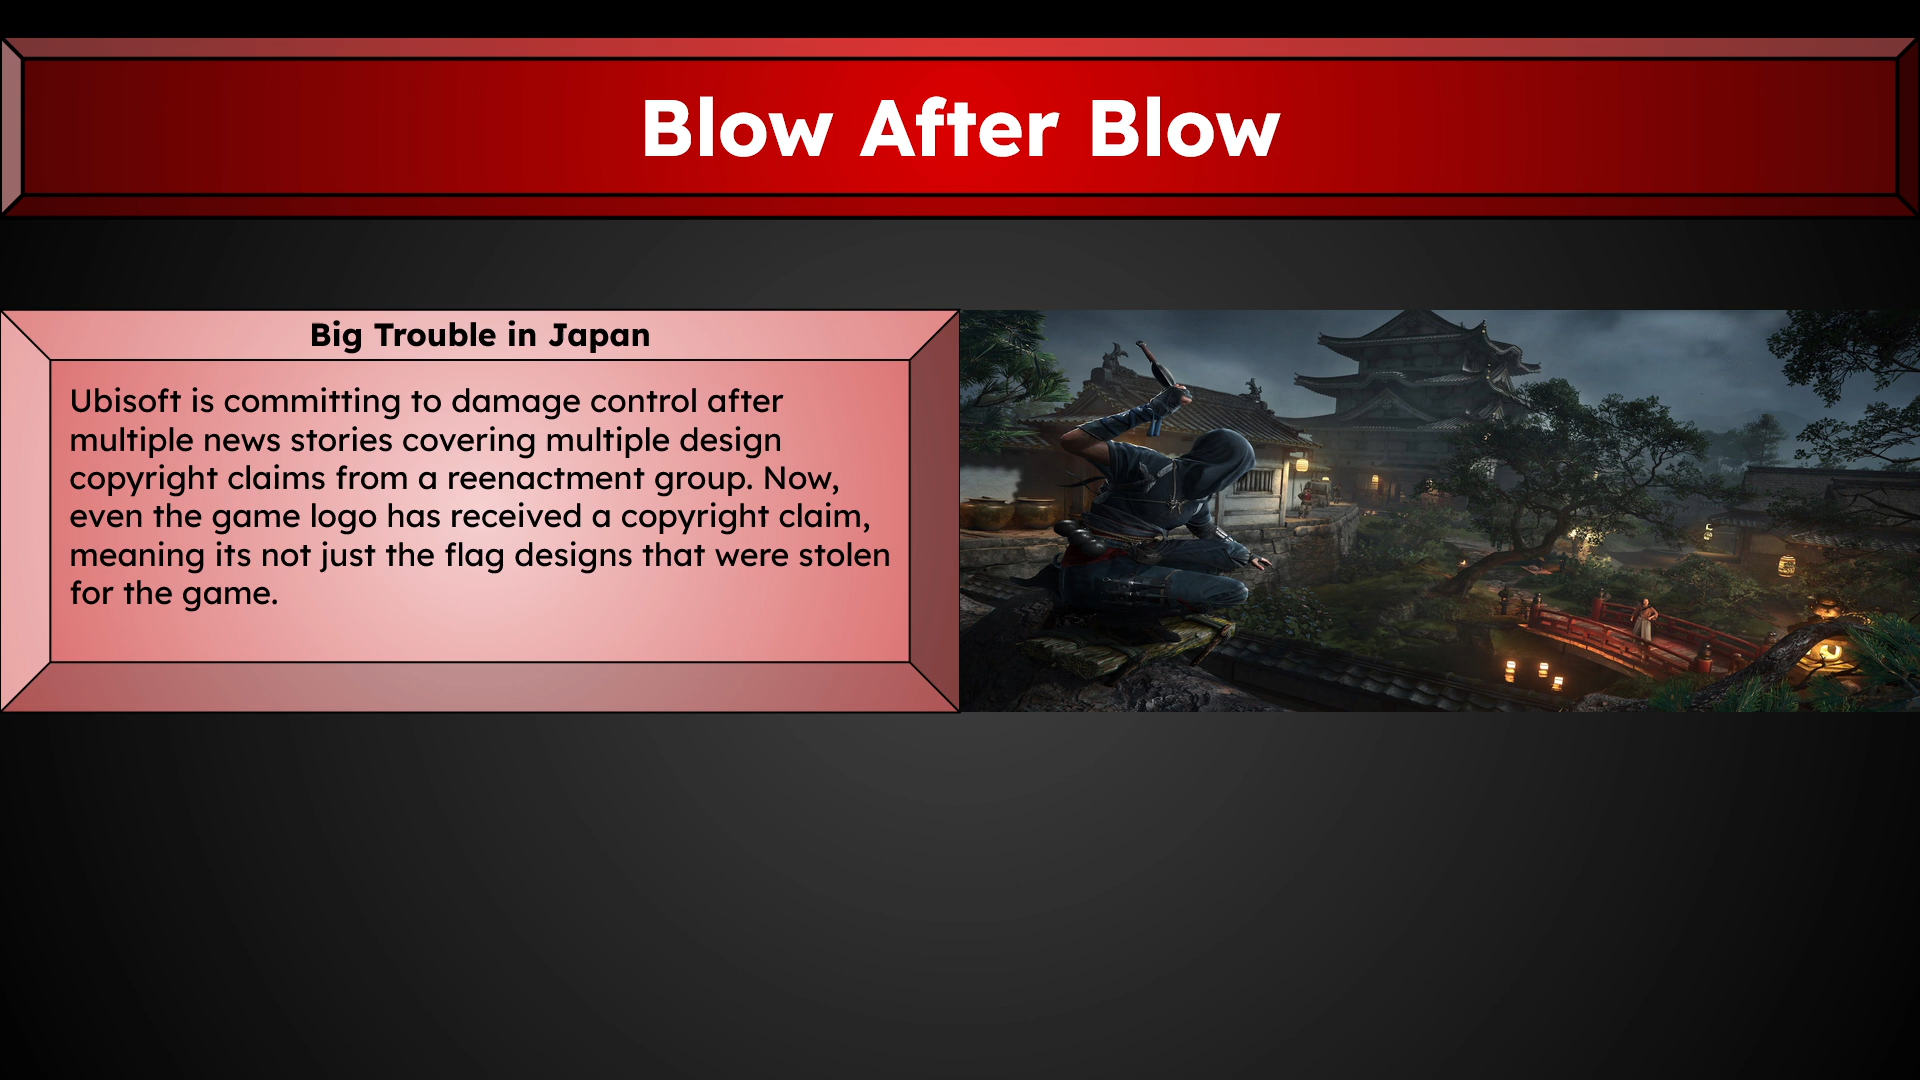 Blow After Blow
Big Trouble in Japan
Ubisoft is committing to damage control after
multiple news stories covering multiple design
copyright claims from a reenactment group. Now,
even the game logo has received a copyright claim,
meaning its not just the flag designs that were stolen
for the game.